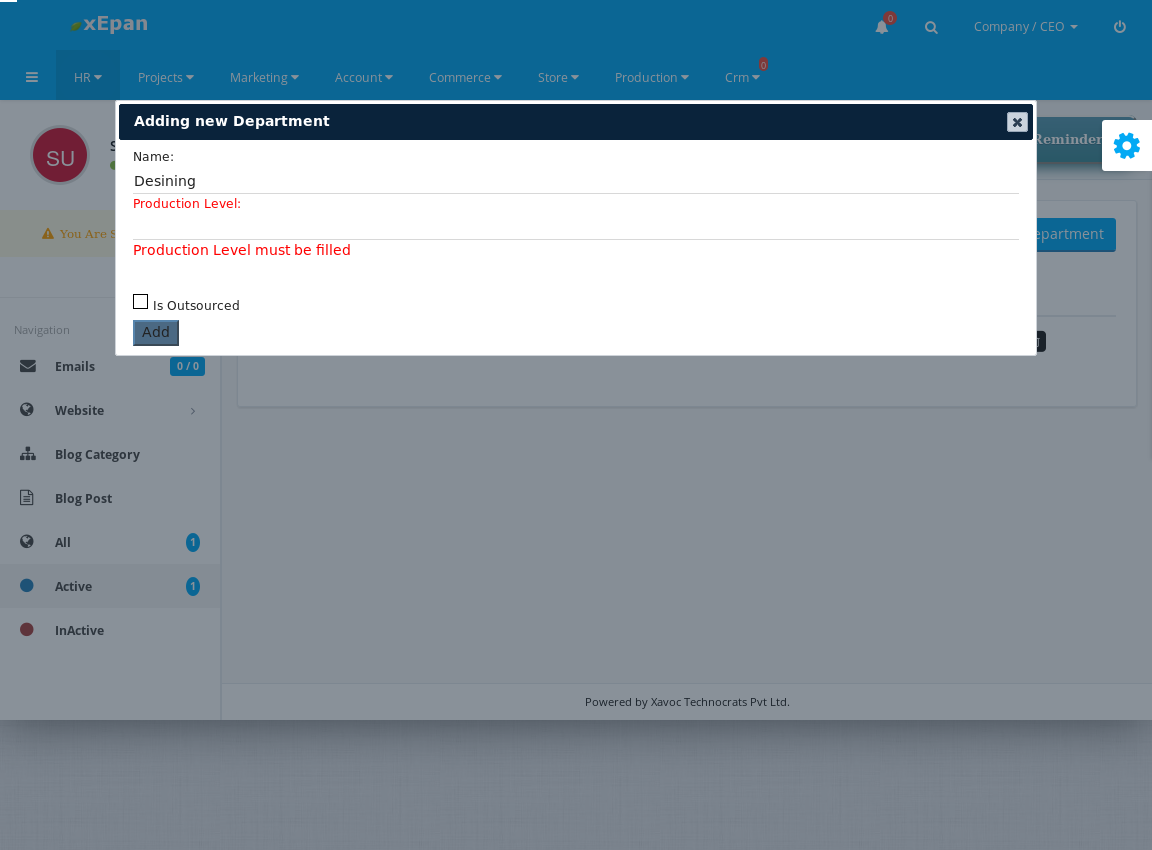 xEpan
0
Company / CEO
HR
Projects
Marketing
Account
Commerce
Store
Production
Crm
0
Adding new Department
Name:
Desining
Production Level:
Production Level must be filled
Is Outsourced
Add
SU
You Are
Navigation
Emails
0 / 0
Website
Blog Category
Blog Post
All
1
Active
1
InActive
Powered by Xavoc Technocrats Pvt Ltd.